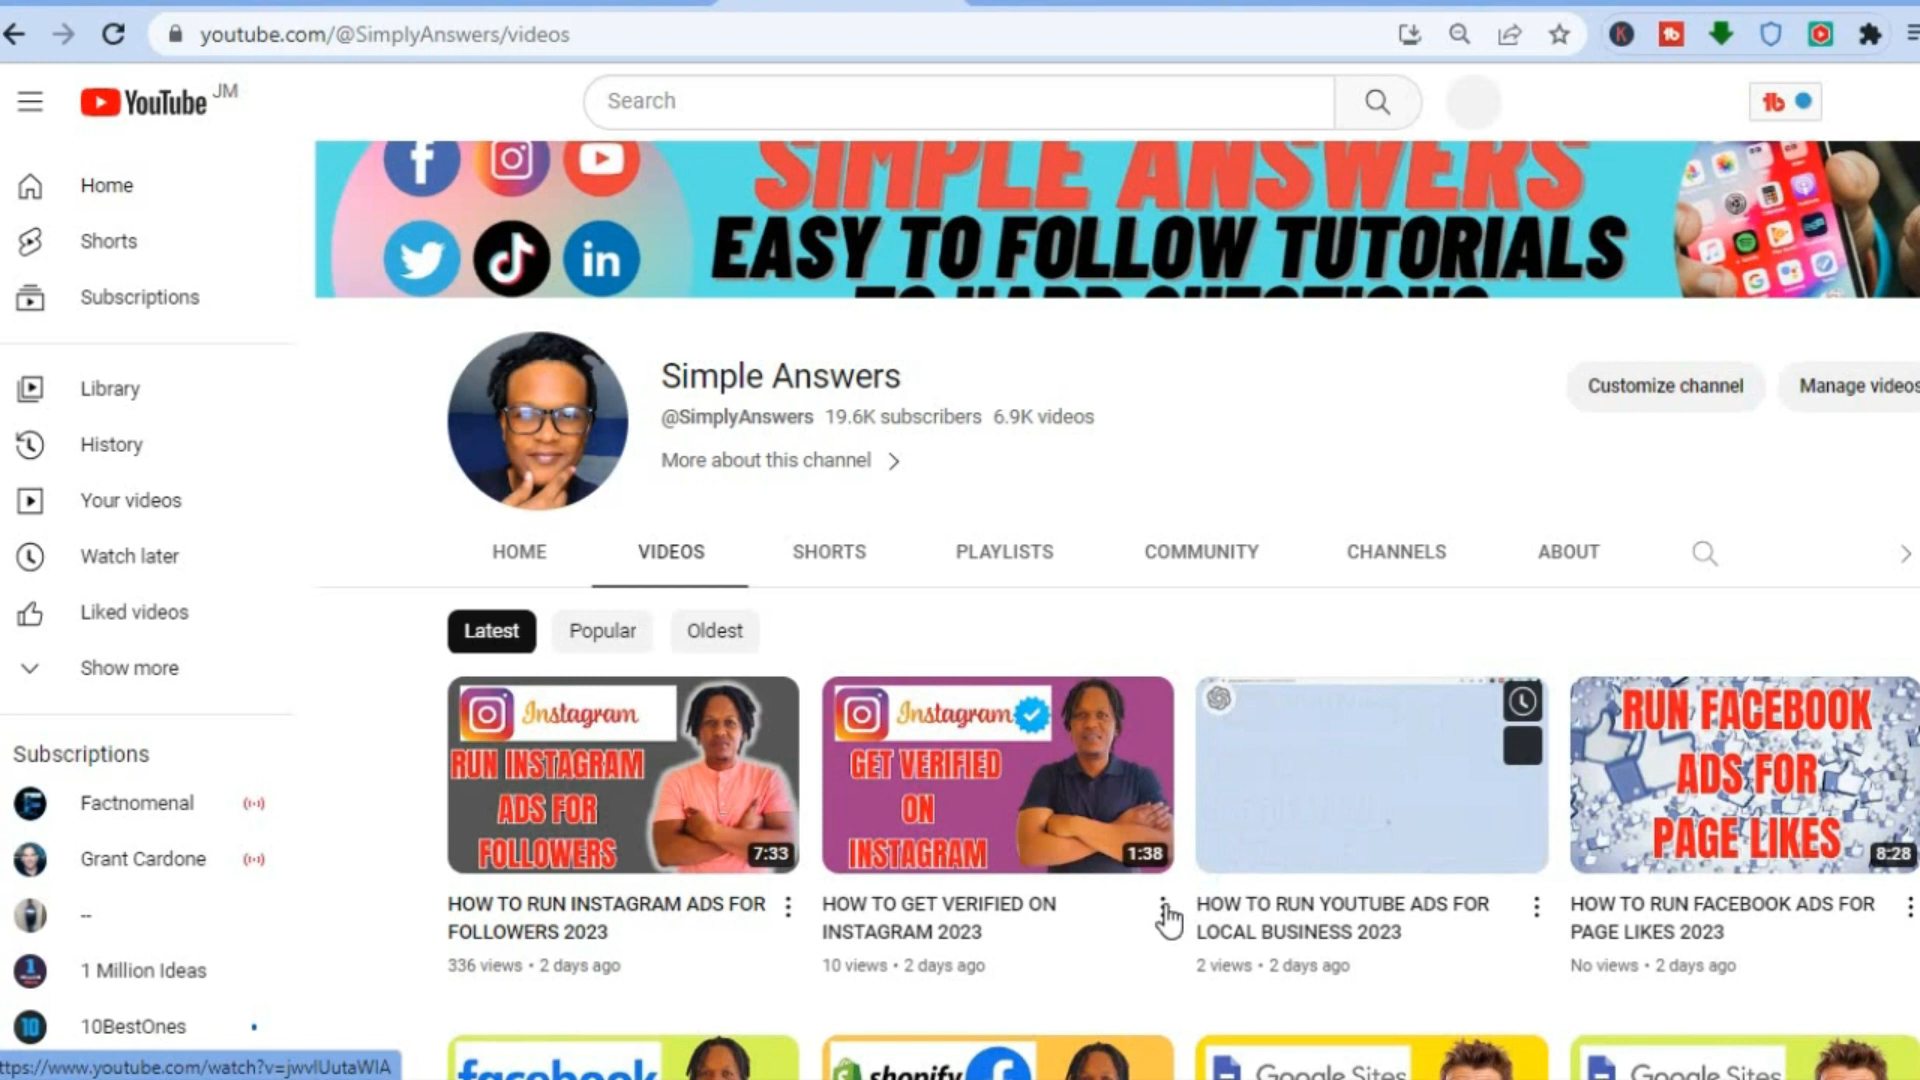 youtube.com/@SimplyAnswers/videos
YouTube JM
Search
Home
Shorts
Subscriptions
Library
History
Your videos
Watch later
Liked videos
Show more
Subscriptions
Factnomenal
Grant Cardone
--
1 Million Ideas
10BestOnes
SIMPLE ANSWERS
EASY TO FOLLOW TUTORIALS
TO HARD QUESTIONS
Simple Answers
@SimplyAnswers 19.6K subscribers 6.9K videos
More about this channel
Customize channel
Manage videos
HOME VIDEOS SHORTS PLAYLISTS COMMUNITY CHANNELS ABOUT
Latest Popular Oldest
Instagram
RUN INSTAGRAM
ADS FOR
FOLLOWERS
7:33
HOW TO RUN INSTAGRAM ADS FOR
FOLLOWERS 2023
336 views • 2 days ago
Instagram
GET VERIFIED
ON
INSTAGRAM
1:38
HOW TO GET VERIFIED ON
INSTAGRAM 2023
10 views • 2 days ago
HOW TO RUN YOUTUBE ADS FOR
LOCAL BUSINESS 2023
2 views • 2 days ago
RUN FACEBOOK
ADS FOR
PAGE LIKES
8:28
HOW TO RUN FACEBOOK ADS FOR
PAGE LIKES 2023
No views • 2 days ago
facebook
shopify
Google Sites
Google Sites
ttps://www.youtube.com/watch?v=jwvlUutaWIA